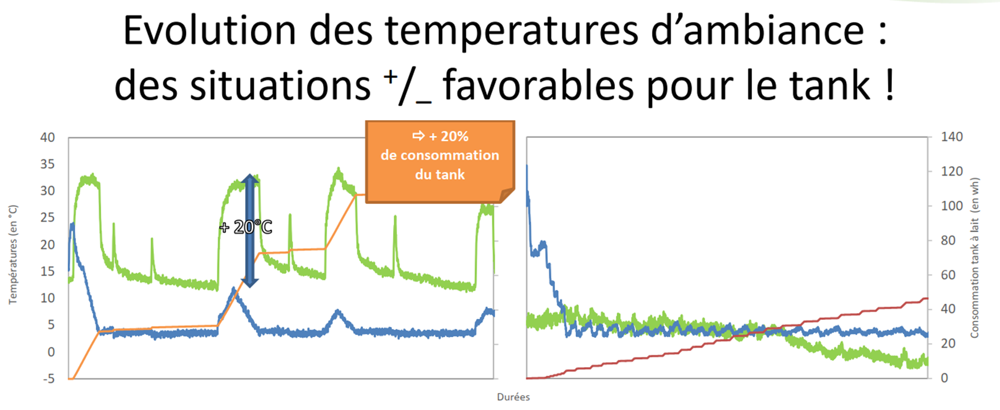 Evolution des temperatures d’ambiance :
des situations +/_ favorables pour le tank !
⇨ + 20%
de consommation
du tank
+ 20°C
Températures (en °C)
40
35
30
25
20
15
10
5
0
-5
140
120
100
80
60
40
20
0
Consommation tank à lait (en wh)
Durées